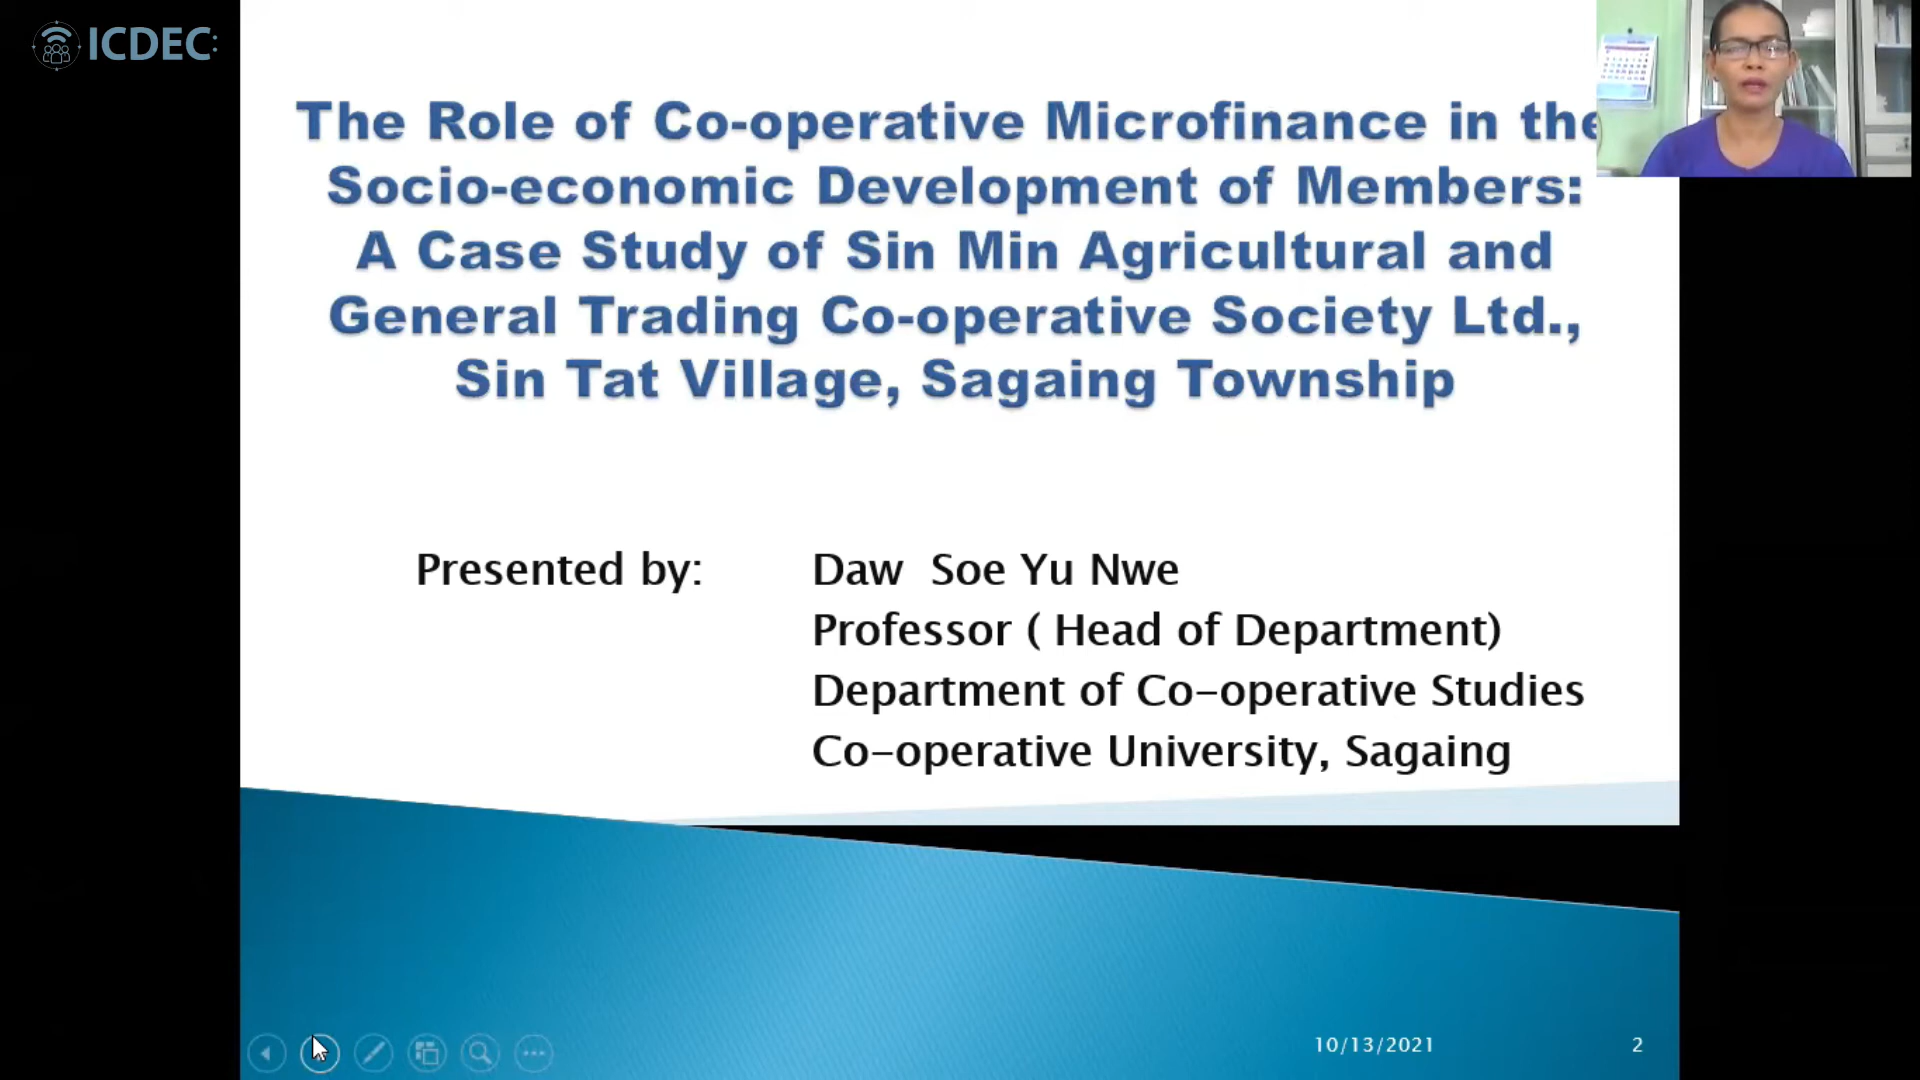 ICDEC:
The Role of Co-operative Microfinance in the
Socio-economic Development of Members:
A Case Study of Sin Min Agricultural and
General Trading Co-operative Society Ltd.,
Sin Tat Village, Sagaing Township
Presented by: Daw Soe Yu Nwe
Professor ( Head of Department)
Department of Co-operative Studies
Co-operative University, Sagaing
10/13/2021 2